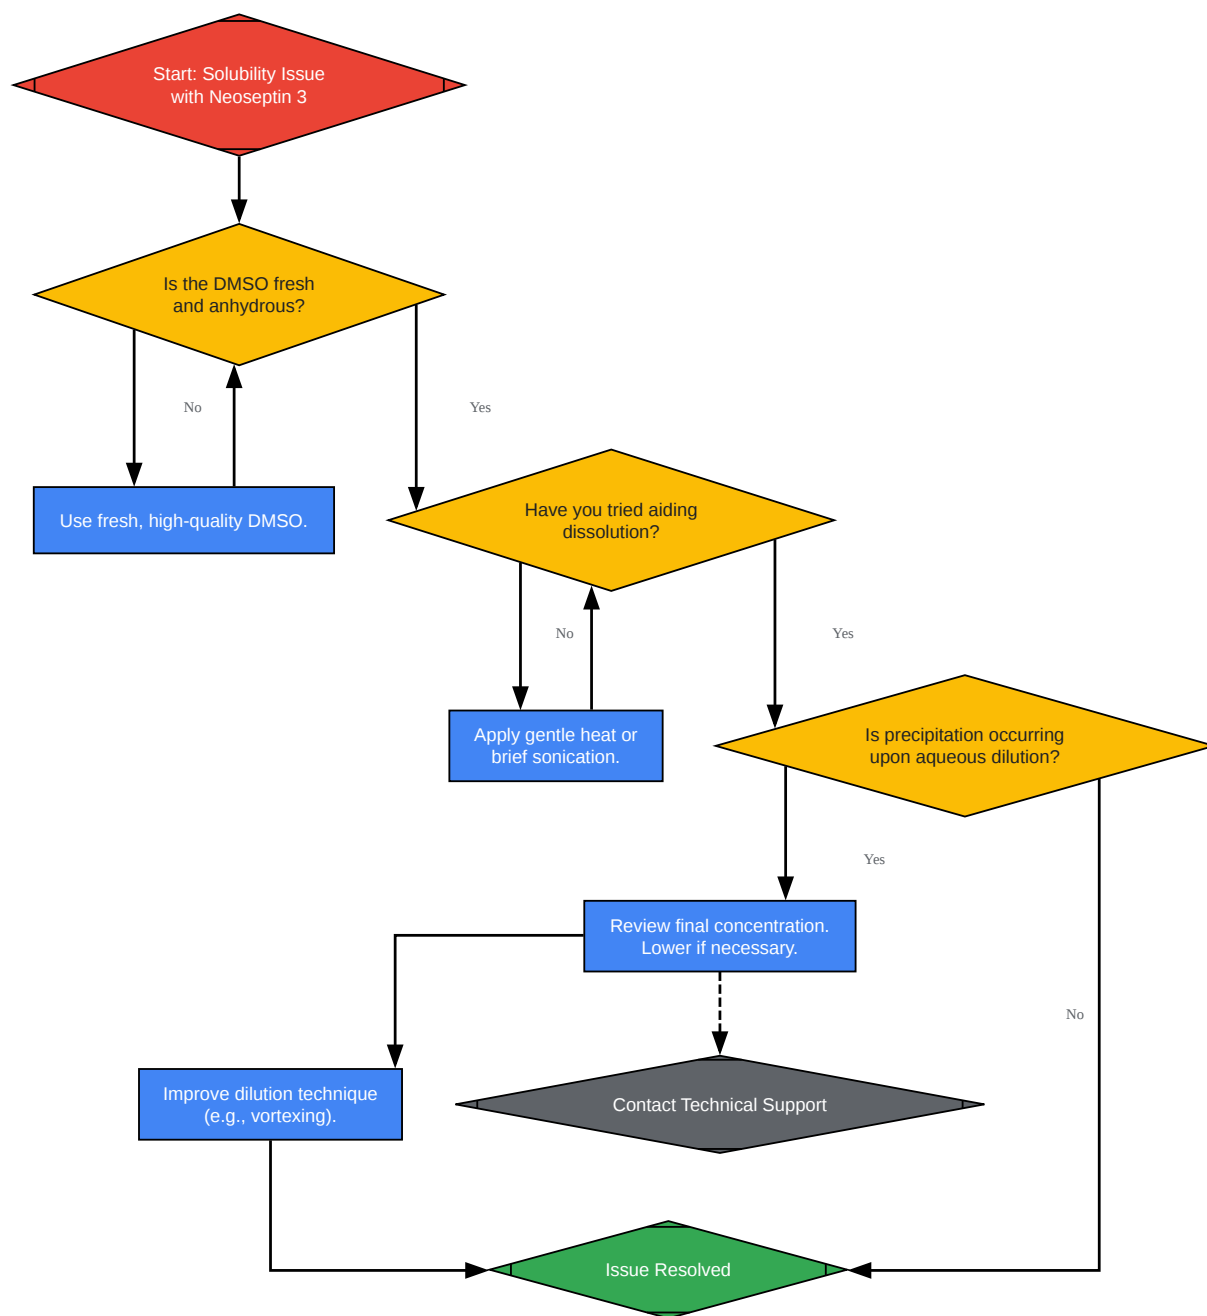 Start: Solubility Issue
with Neoseptin 3
Is the DMSO fresh
and anhydrous?
No
Yes
Use fresh, high-quality DMSO.
Have you tried aiding
dissolution?
No
Yes
Apply gentle heat or
brief sonication.
Is precipitation occurring
upon aqueous dilution?
Yes
Review final concentration.
Lower if necessary.
No
Improve dilution technique
(e.g., vortexing).
Contact Technical Support
Issue Resolved